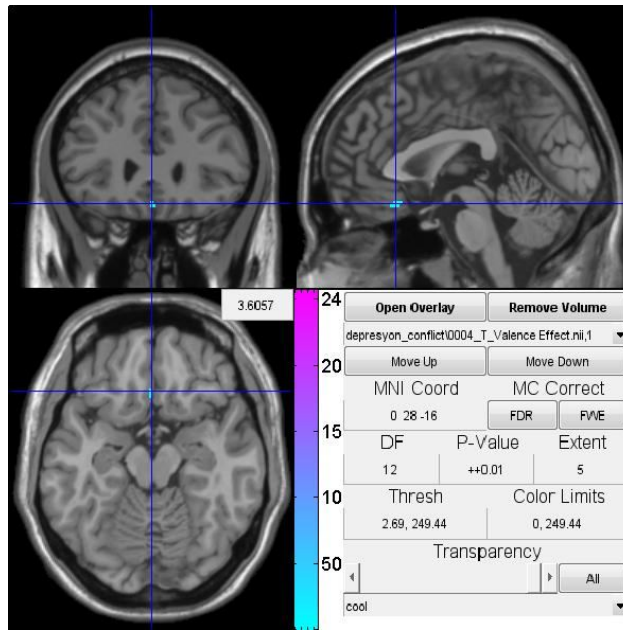 3.6057
24
20
15
10
50
Open Overlay Remove Volume
depresyon_conflict\0004_T_Valence Effect.nii,1
Move Up Move Down
MNI Coord MC Correct
0 28 -16 FDR FWE
DF P-Value Extent
12 ++0.01 5
Thresh Color Limits
2.69, 249.44 0, 249.44
Transparency
All
cool